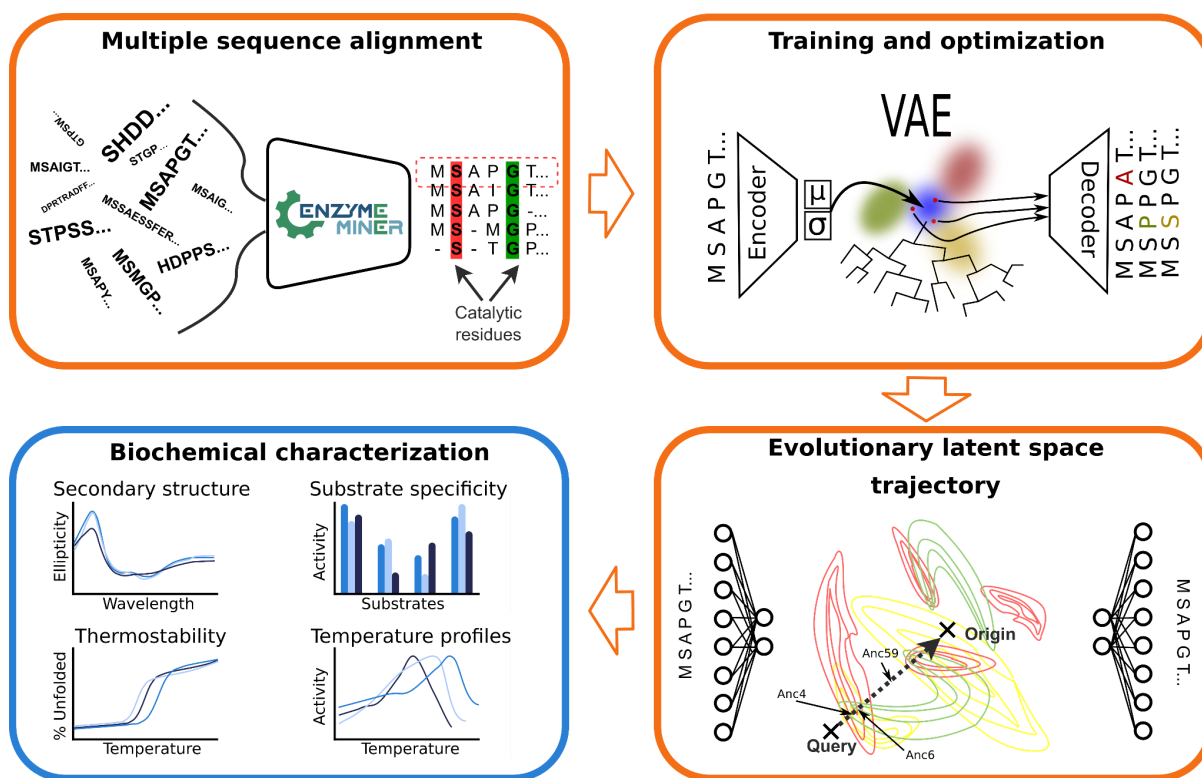 Multiple sequence alignment
GTPSW...
SHDD...
STGP...
MSAIGT...
MSAPGT...
DPRTRADFF...
MSAIG...
MSSAESSFER...
STPSS...
HDPPS...
MSAPY...
MSMGP...
ENZYME
MINER
M S A P G T...
M S A I G T...
M S A P G -...
M S - M G P...
- S - T G P...
Catalytic
residues
Training and optimization
VAE
M S A P G T...
Encoder
μ
σ
Decoder
M S A P A T...
M S P P G T...
M S S P G T...
Biochemical characterization
Secondary structure
Ellipticity
Wavelength
Substrate specificity
Activity
Substrates
Thermostability
% Unfolded
Temperature
Temperature profiles
Activity
Temperature
Evolutionary latent space
trajectory
M S A P G T...
Origin
Anc59
Anc4
Query
Anc6
M S A P G T...